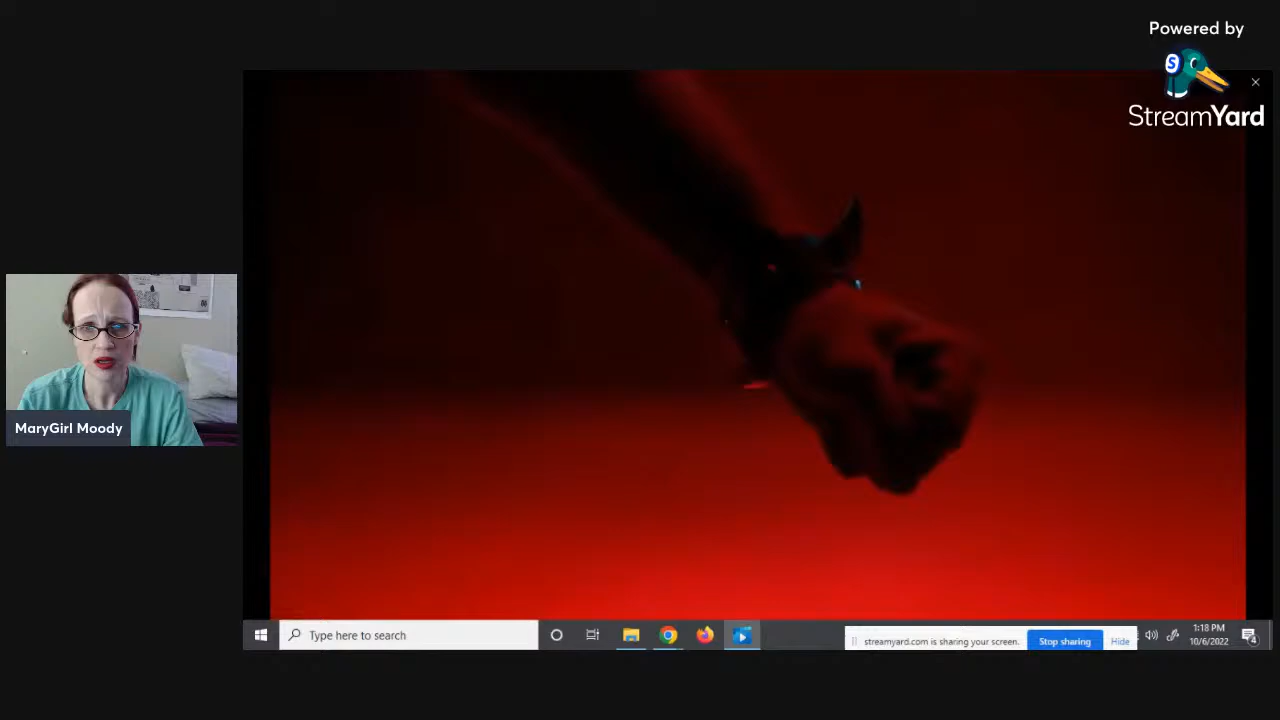 Powered by
S
StreamYard
MaryGirl Moody
Type here to search
streamyard.com is sharing your screen.
Stop sharing
Hide
1:18 PM
10/6/2022
4